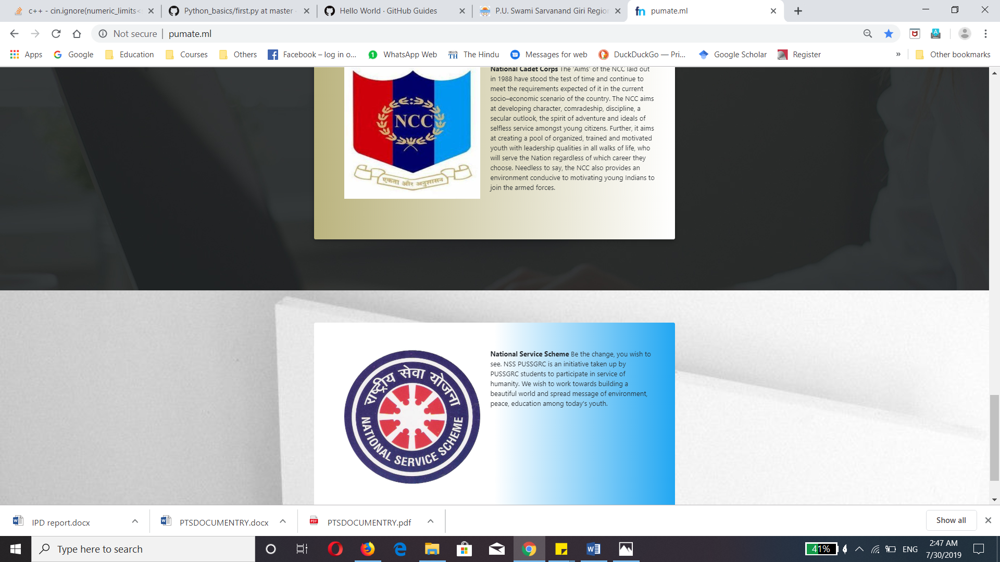 c++ - cin.ignore(numeric_limits<
Python_basics/first.py at master
Hello World · GitHub Guides
P.U. Swami Sarvanand Giri Region
pumate.ml
Not secure
pumate.ml
Apps
Google
Education
Courses
Others
Facebook – log in o...
WhatsApp Web
The Hindu
Messages for web
DuckDuckGo — Pri...
Google Scholar
Register
»
Other bookmarks
NCC
एकता और अनुशासन
National Cadet Corps The 'Aims' of the NCC laid out
in 1988 have stood the test of time and continue to
meet the requirements expected of it in the current
socio–economic scenario of the country. The NCC aims
at developing character, comradeship, discipline, a
secular outlook, the spirit of adventure and ideals of
selfless service amongst young citizens. Further, it aims
at creating a pool of organized, trained and motivated
youth with leadership qualities in all walks of life, who
will serve the Nation regardless of which career they
choose. Needless to say, the NCC also provides an
environment conducive to motivating young Indians to
join the armed forces.
राष्ट्रीय सेवा योजना
NATIONAL SERVICE SCHEME
National Service Scheme Be the change, you wish to
see. NSS PUSSGRC is an initiative taken up by
PUSSGRC students to participate in service of
humanity. We wish to work towards building a
beautiful world and spread message of environment,
peace, education among today's youth.
IPD report.docx
PTSDOCUMENTRY.docx
PDF
PTSDOCUMENTRY.pdf
Show all
Type here to search
41%
ENG
2:47 AM
7/30/2019